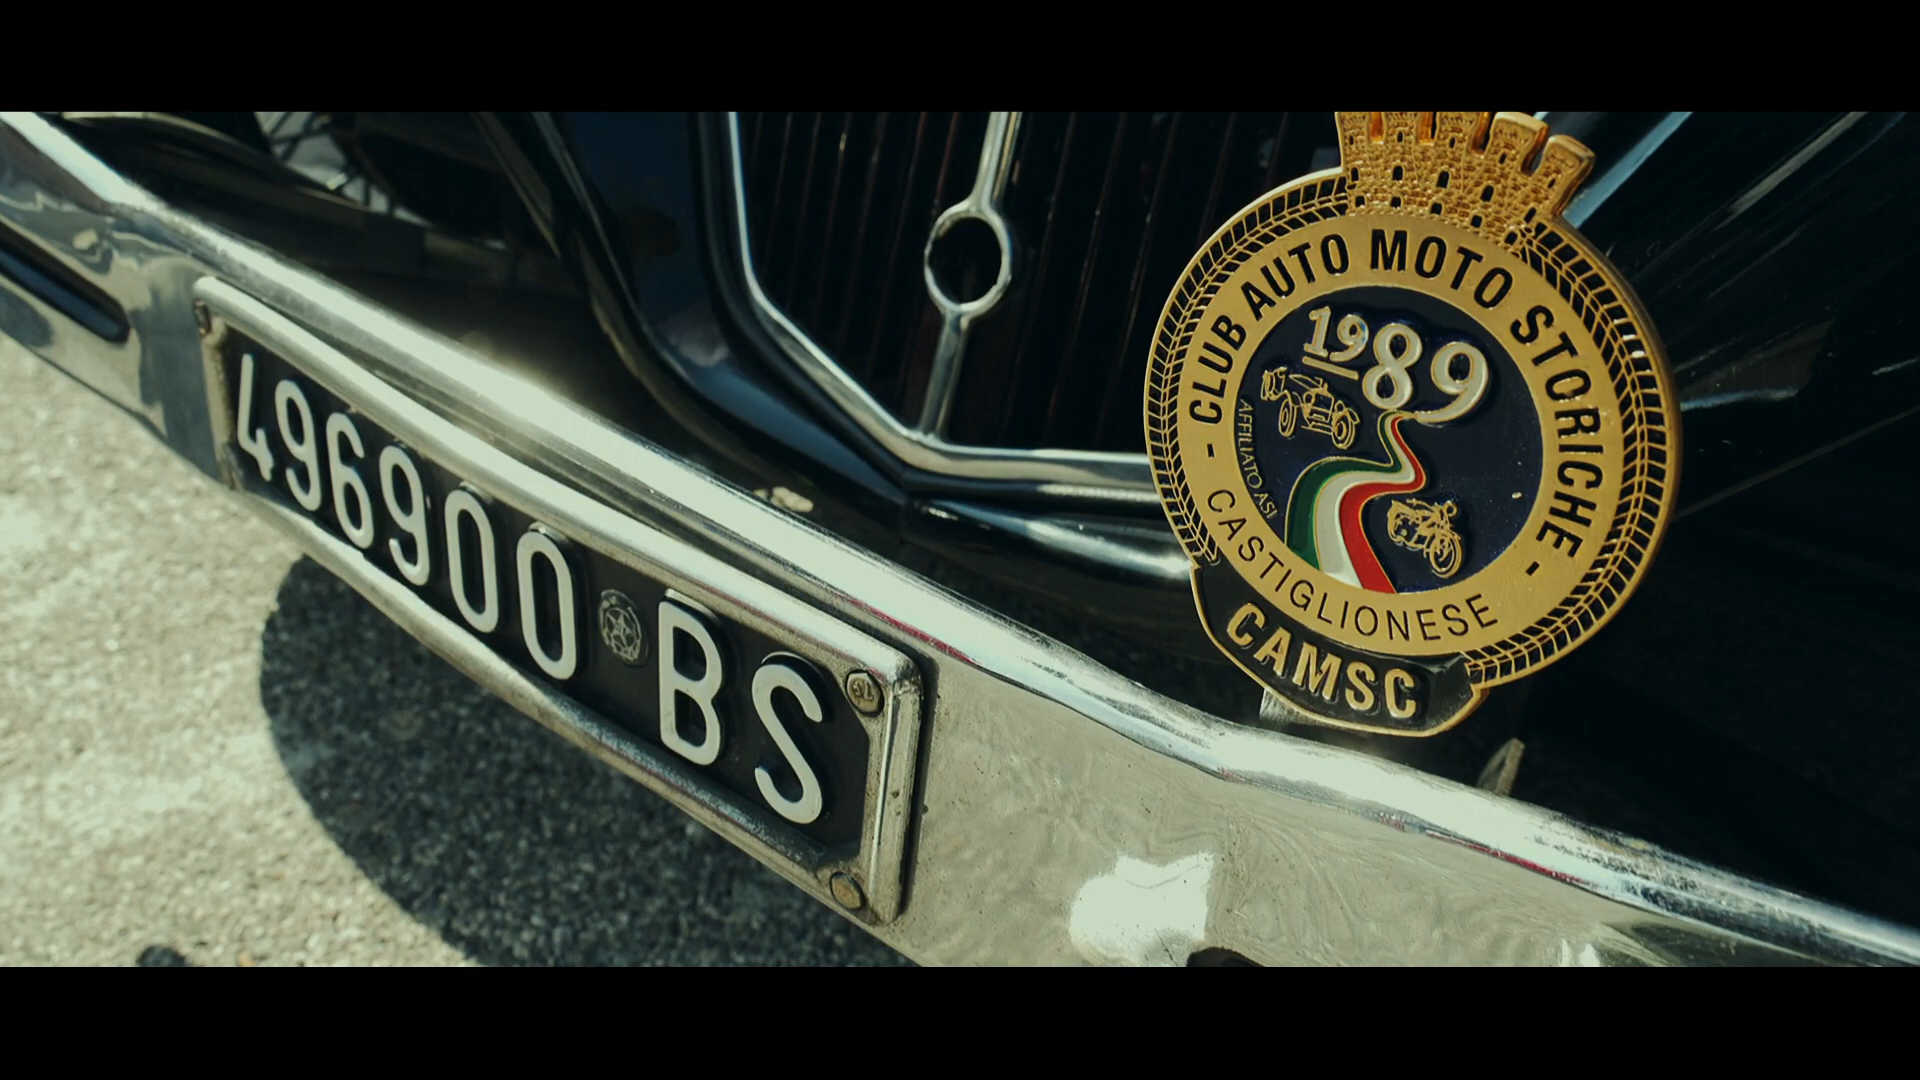 496900 BS
- CLUB AUTO MOTO STORICHE -
1989
AFFILIATO ASI
CASTIGLIONESE
CAMSC